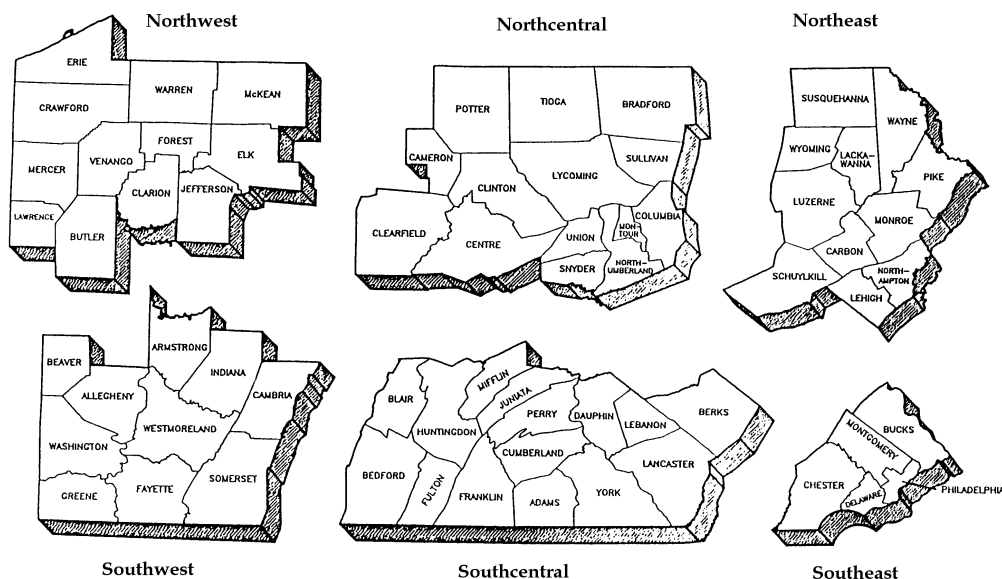 Northwest
ERIE
CRAWFORD
WARREN
McKEAN
MERCER
VENANGO
FOREST
ELK
CLARION
JEFFERSON
LAWRENCE
BUTLER
Northcentral
POTTER
TIOGA
BRADFORD
CAMERON
SULLIVAN
CLINTON
LYCOMING
CLEARFIELD
CENTRE
UNION
MON-
TOUR
COLUMBIA
SNYDER
NORTH-
UMBERLAND
Northeast
SUSQUEHANNA
WAYNE
WYOMING
LACKA-
WANNA
PIKE
LUZERNE
MONROE
CARBON
SCHUYLKILL
NORTH-
AMPTON
LEHIGH
BEAVER
ARMSTRONG
INDIANA
ALLEGHENY
CAMBRIA
WESTMORELAND
WASHINGTON
GREENE
FAYETTE
SOMERSET
Southwest
BLAIR
MIFFLIN
JUNIATA
HUNTINGDON
PERRY
DAUPHIN
LEBANON
BERKS
BEDFORD
FULTON
CUMBERLAND
LANCASTER
FRANKLIN
ADAMS
YORK
Southcentral
BUCKS
MONTGOMERY
CHESTER
DELAWARE
PHILADELPHIA
Southeast